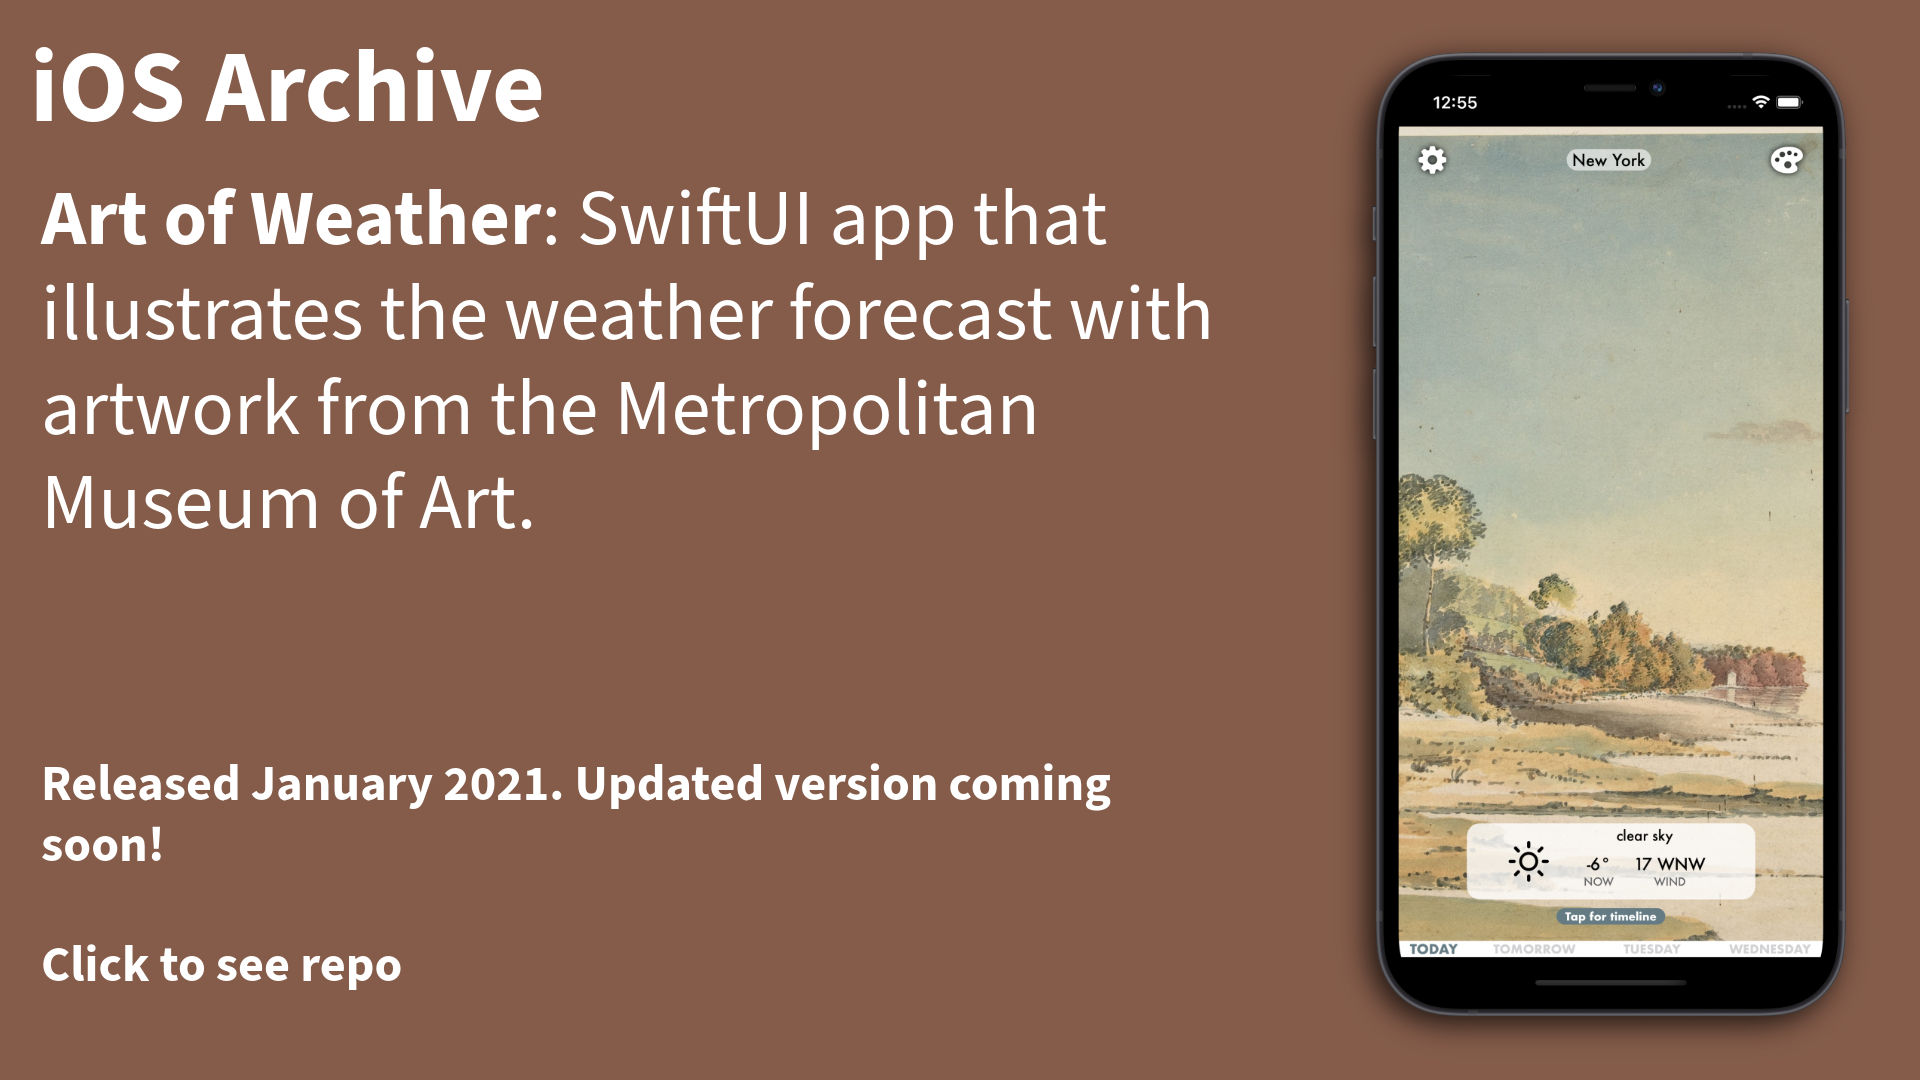 iOS Archive
Art of Weather: SwiftUI app that
illustrates the weather forecast with
artwork from the Metropolitan
Museum of Art.
Released January 2021. Updated version coming
soon!
Click to see repo
12:55
New York
clear sky
-6° 17 WNW
NOW WIND
Tap for timeline
TODAY TOMORROW TUESDAY WEDNESDAY